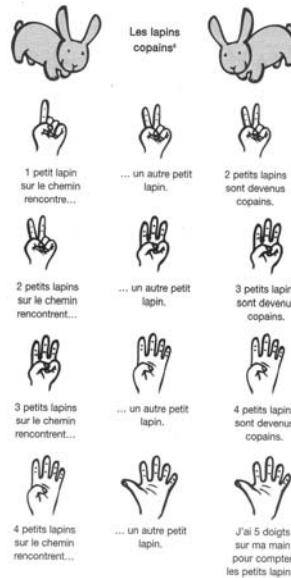 Les lapins
copains⁶
1 petit lapin
sur le chemin
rencontre...
... un autre petit
lapin.
2 petits lapins
sont devenus
copains.
2 petits lapins
sur le chemin
rencontrent...
... un autre petit
lapin.
3 petits lapin
sont devenu
copains.
3 petits lapins
sur le chemin
rencontrent...
... un autre petit
lapin.
4 petits lapin
sont devenu
copains.
4 petits lapins
sur le chemin
rencontrent...
... un autre petit
lapin.
J'ai 5 doigts
sur ma main
pour compter
les petits lapin